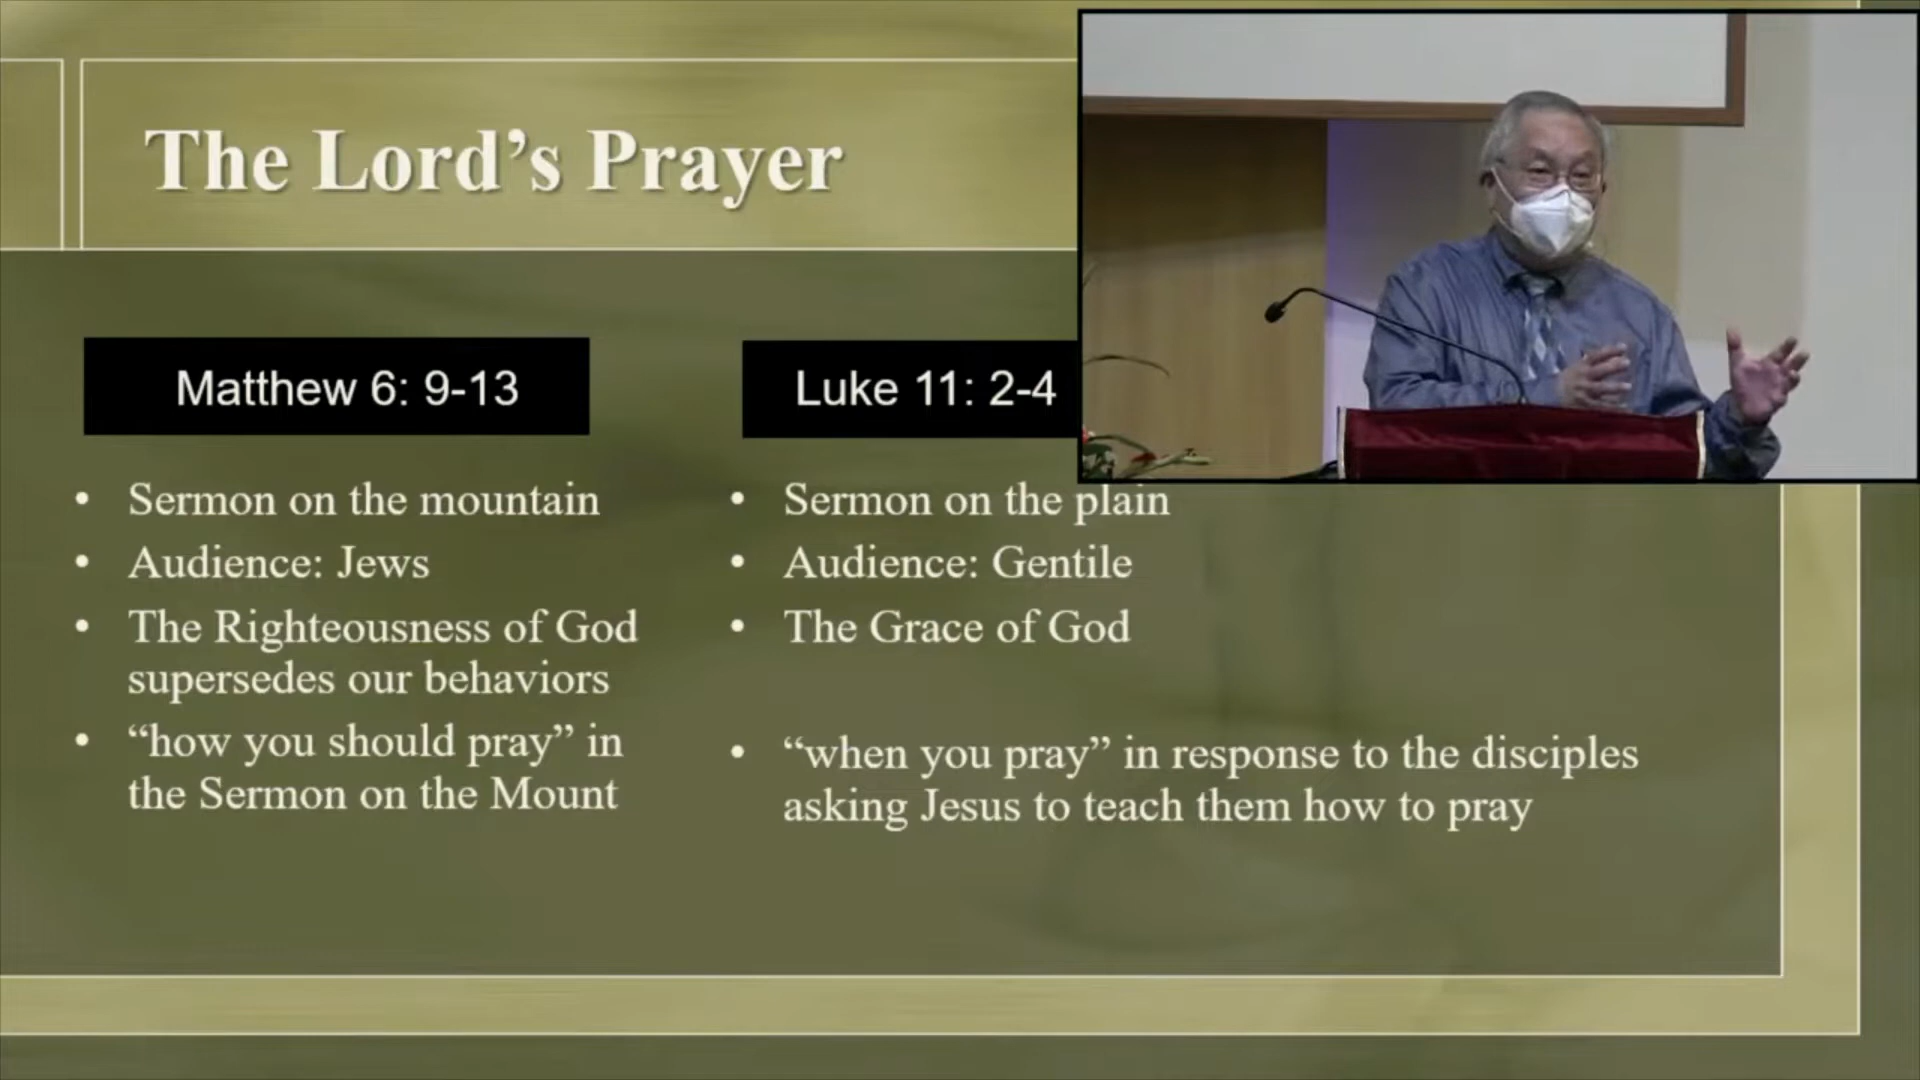 The Lord’s Prayer
Matthew 6: 9-13
• Sermon on the mountain
• Audience: Jews
• The Righteousness of God
supersedes our behaviors
• “how you should pray” in
the Sermon on the Mount
Luke 11: 2-4
• Sermon on the plain
• Audience: Gentile
• The Grace of God
• “when you pray” in response to the disciples
asking Jesus to teach them how to pray